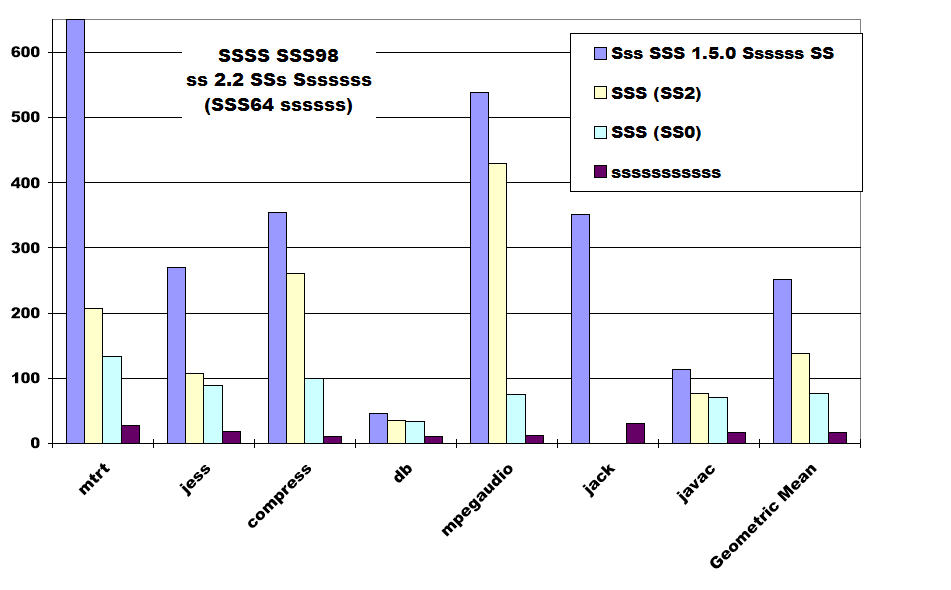 SSSS SSS98
ss 2.2 SSs Sssssss
(SSS64 ssssss)
Sss SSS 1.5.0 Ssssss SS
SSS (SS2)
SSS (SS0)
sssssssssss
600
500
400
300
200
100
0
mtrt
jess
compress
db
mpegaudio
jack
javac
Geometric Mean